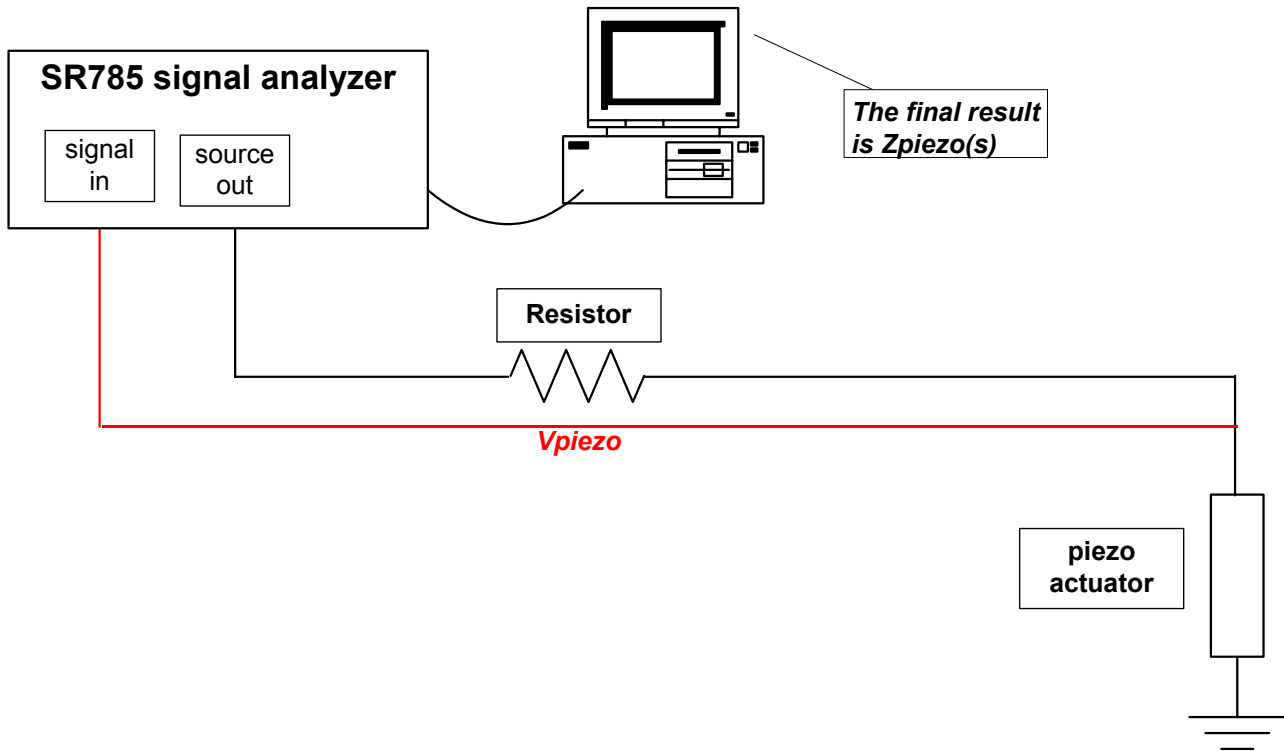 SR785 signal analyzer
signal
in
source
out
The final result
is Zpiezo(s)
Resistor
Vpiezo
piezo
actuator